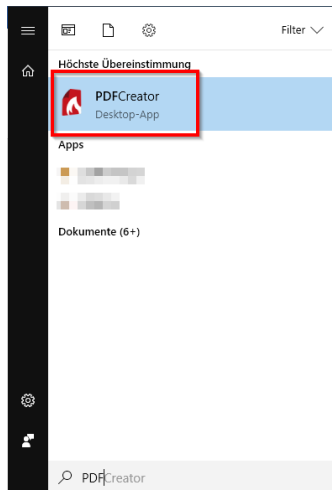 Filter
Höchste Übereinstimmung
PDFCreator
Desktop-App
Apps
Dokumente (6+)
PDFCreator